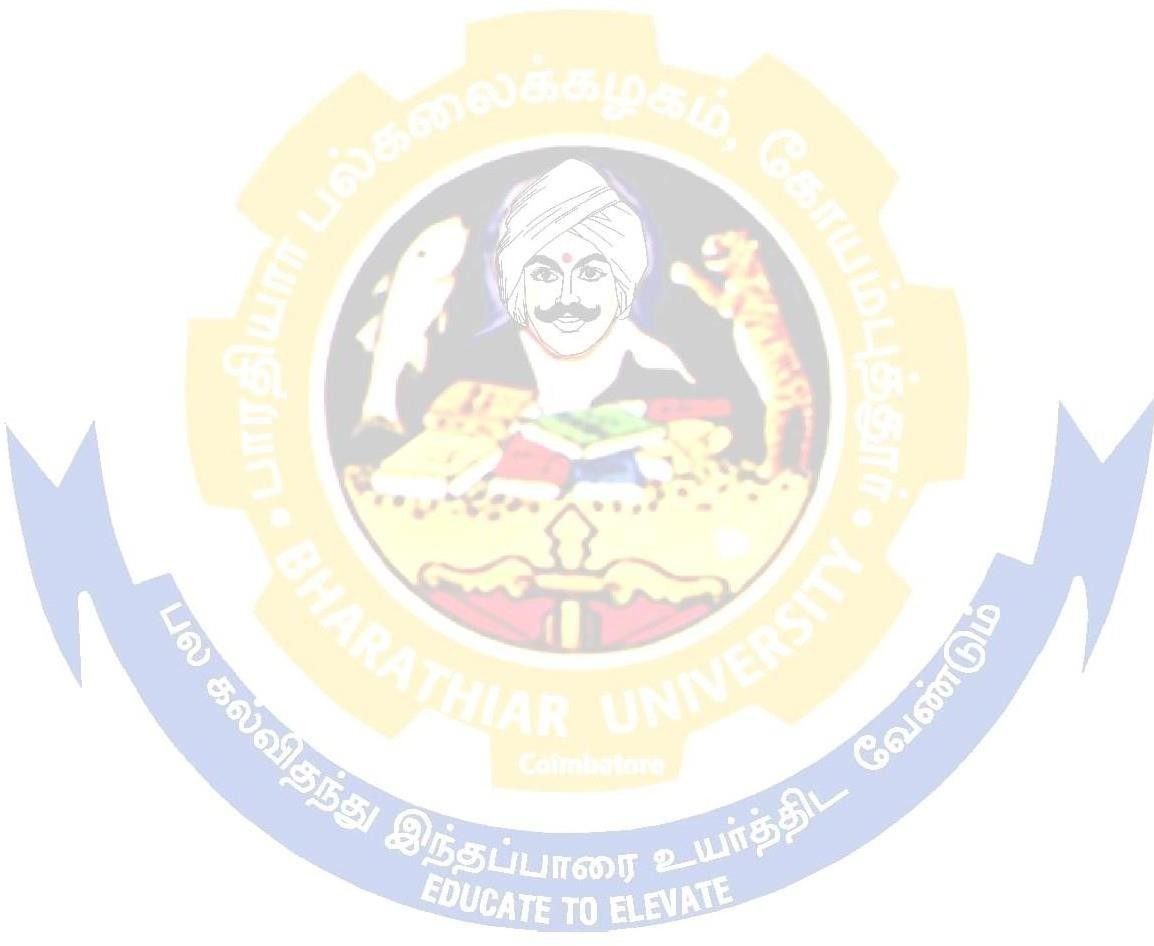 பாரதியார் பல்கலைக்கழகம், கோயம்புத்தூர்
BHARATHIAR UNIVERSITY
Coimbatore
பல கல்விதந்து இந்தப்பாரை உயர்த்திட வேண்டும்
EDUCATE TO ELEVATE